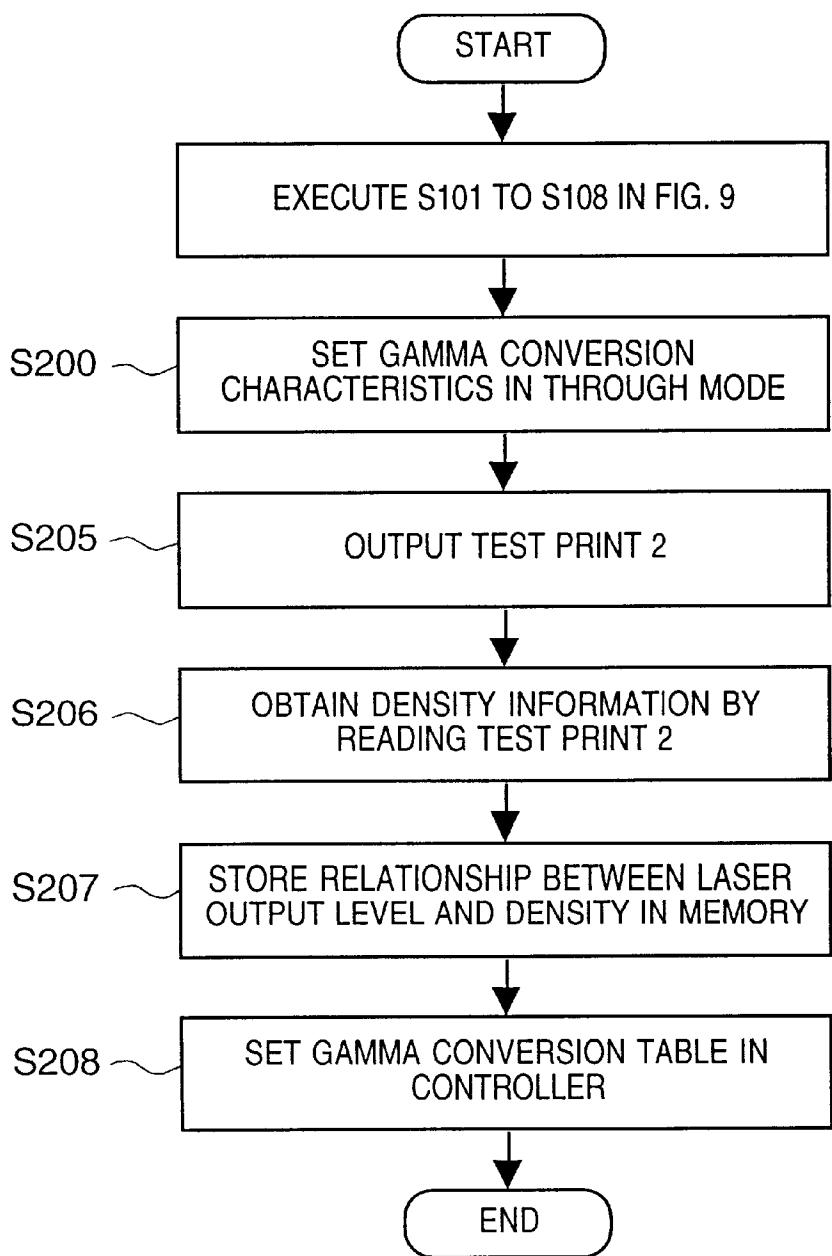 START
EXECUTE S101 TO S108 IN FIG. 9
S200
SET GAMMA CONVERSION
CHARACTERISTICS IN THROUGH MODE
S205
OUTPUT TEST PRINT 2
S206
OBTAIN DENSITY INFORMATION BY
READING TEST PRINT 2
S207
STORE RELATIONSHIP BETWEEN LASER
OUTPUT LEVEL AND DENSITY IN MEMORY
S208
SET GAMMA CONVERSION TABLE IN
CONTROLLER
END